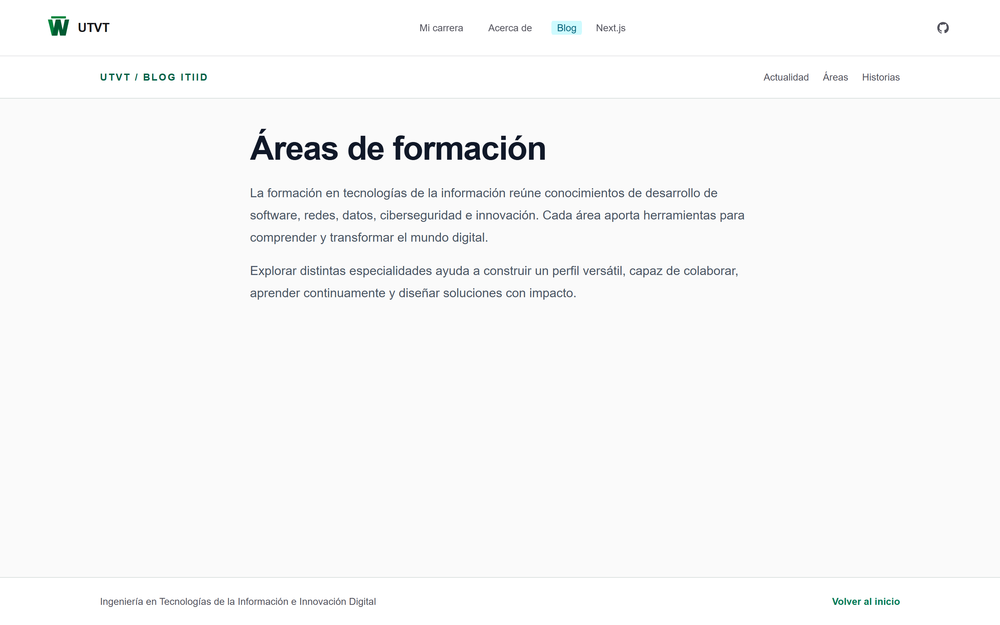 UTVT
Mi carrera
Acerca de
Blog
Next.js
UTVT / BLOG ITIID
Actualidad
Áreas
Historias
Áreas de formación
La formación en tecnologías de la información reúne conocimientos de desarrollo de
software, redes, datos, ciberseguridad e innovación. Cada área aporta herramientas para
comprender y transformar el mundo digital.
Explorar distintas especialidades ayuda a construir un perfil versátil, capaz de colaborar,
aprender continuamente y diseñar soluciones con impacto.
Ingeniería en Tecnologías de la Información e Innovación Digital
Volver al inicio